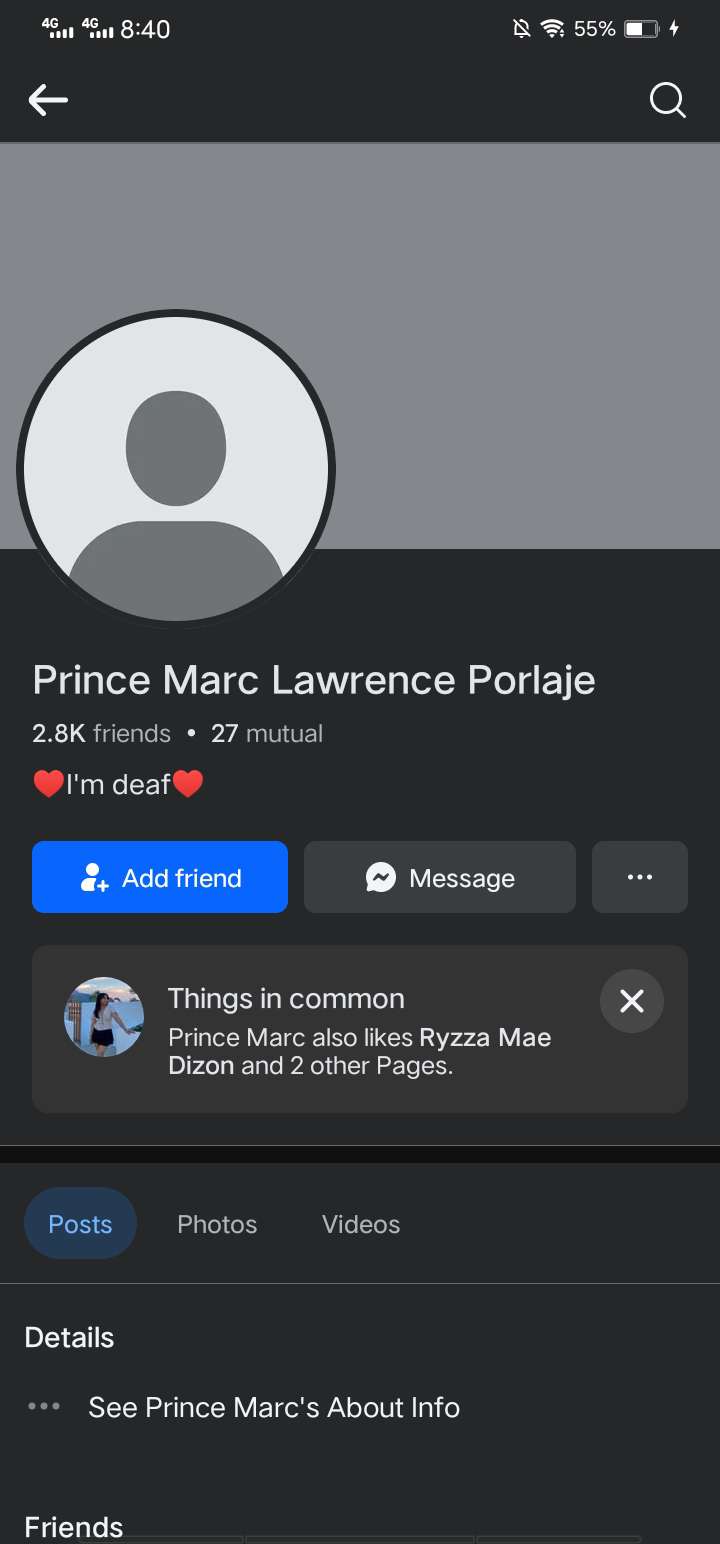 4G 4G 8:40 55%
Prince Marc Lawrence Porlaje
2.8K friends • 27 mutual
❤️I'm deaf❤️
Add friend Message
Things in common
Prince Marc also likes Ryzza Mae
Dizon and 2 other Pages.
Posts Photos Videos
Details
See Prince Marc's About Info
Friends